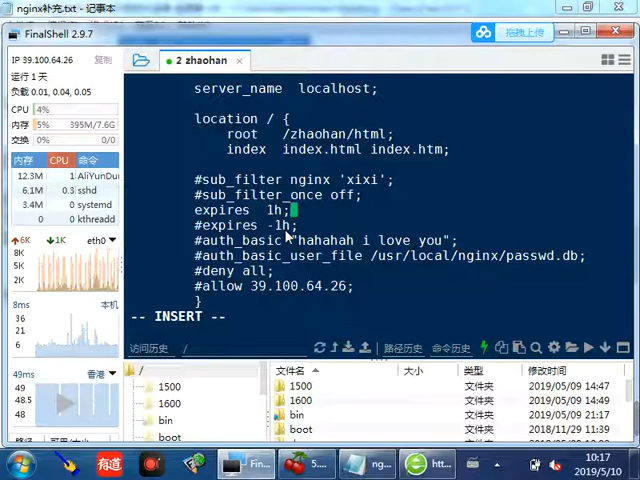 nginx补充.txt - 记事本
FinalShell 2.9.7
拖拽上传
IP 39.100.64.26 复制
2 zhaohan ×
运行 1 天
负载 0.01, 0.04, 0.05
CPU 4%
内存 5% 395M/7.6G
交换 0% 0/0
内存 CPU 命令
12.3M 1 AliYunDun
6.1M 0.3 sshd
3.4M 0 systemd
0 0 kthreadd
6K 1K eth0
8K
5K
2K
8ms 本机
36
21
6
49ms 香港
49
48.5
48
server_name localhost;
location / {
root /zhaohan/html;
index index.html index.htm;
#sub_filter nginx 'xixi';
#sub_filter_once off;
expires 1h;
#expires -1h;
#auth_basic "hahahah i love you";
#auth_basic_user_file /usr/local/nginx/passwd.db;
#deny all;
#allow 39.100.64.26;
}
-- INSERT --
访问历史 / 路径历史 命令历史
/
1500
1600
bin
boot
文件名 大小 类型 修改时间
1500 文件夹 2019/05/09 14:47
1600 文件夹 2019/05/09 14:46
bin 文件夹 2019/05/09 21:17
boot 文件夹 2018/11/29 11:39
有道
Fin...
5....
ng...
htt...
10:17
2019/5/10